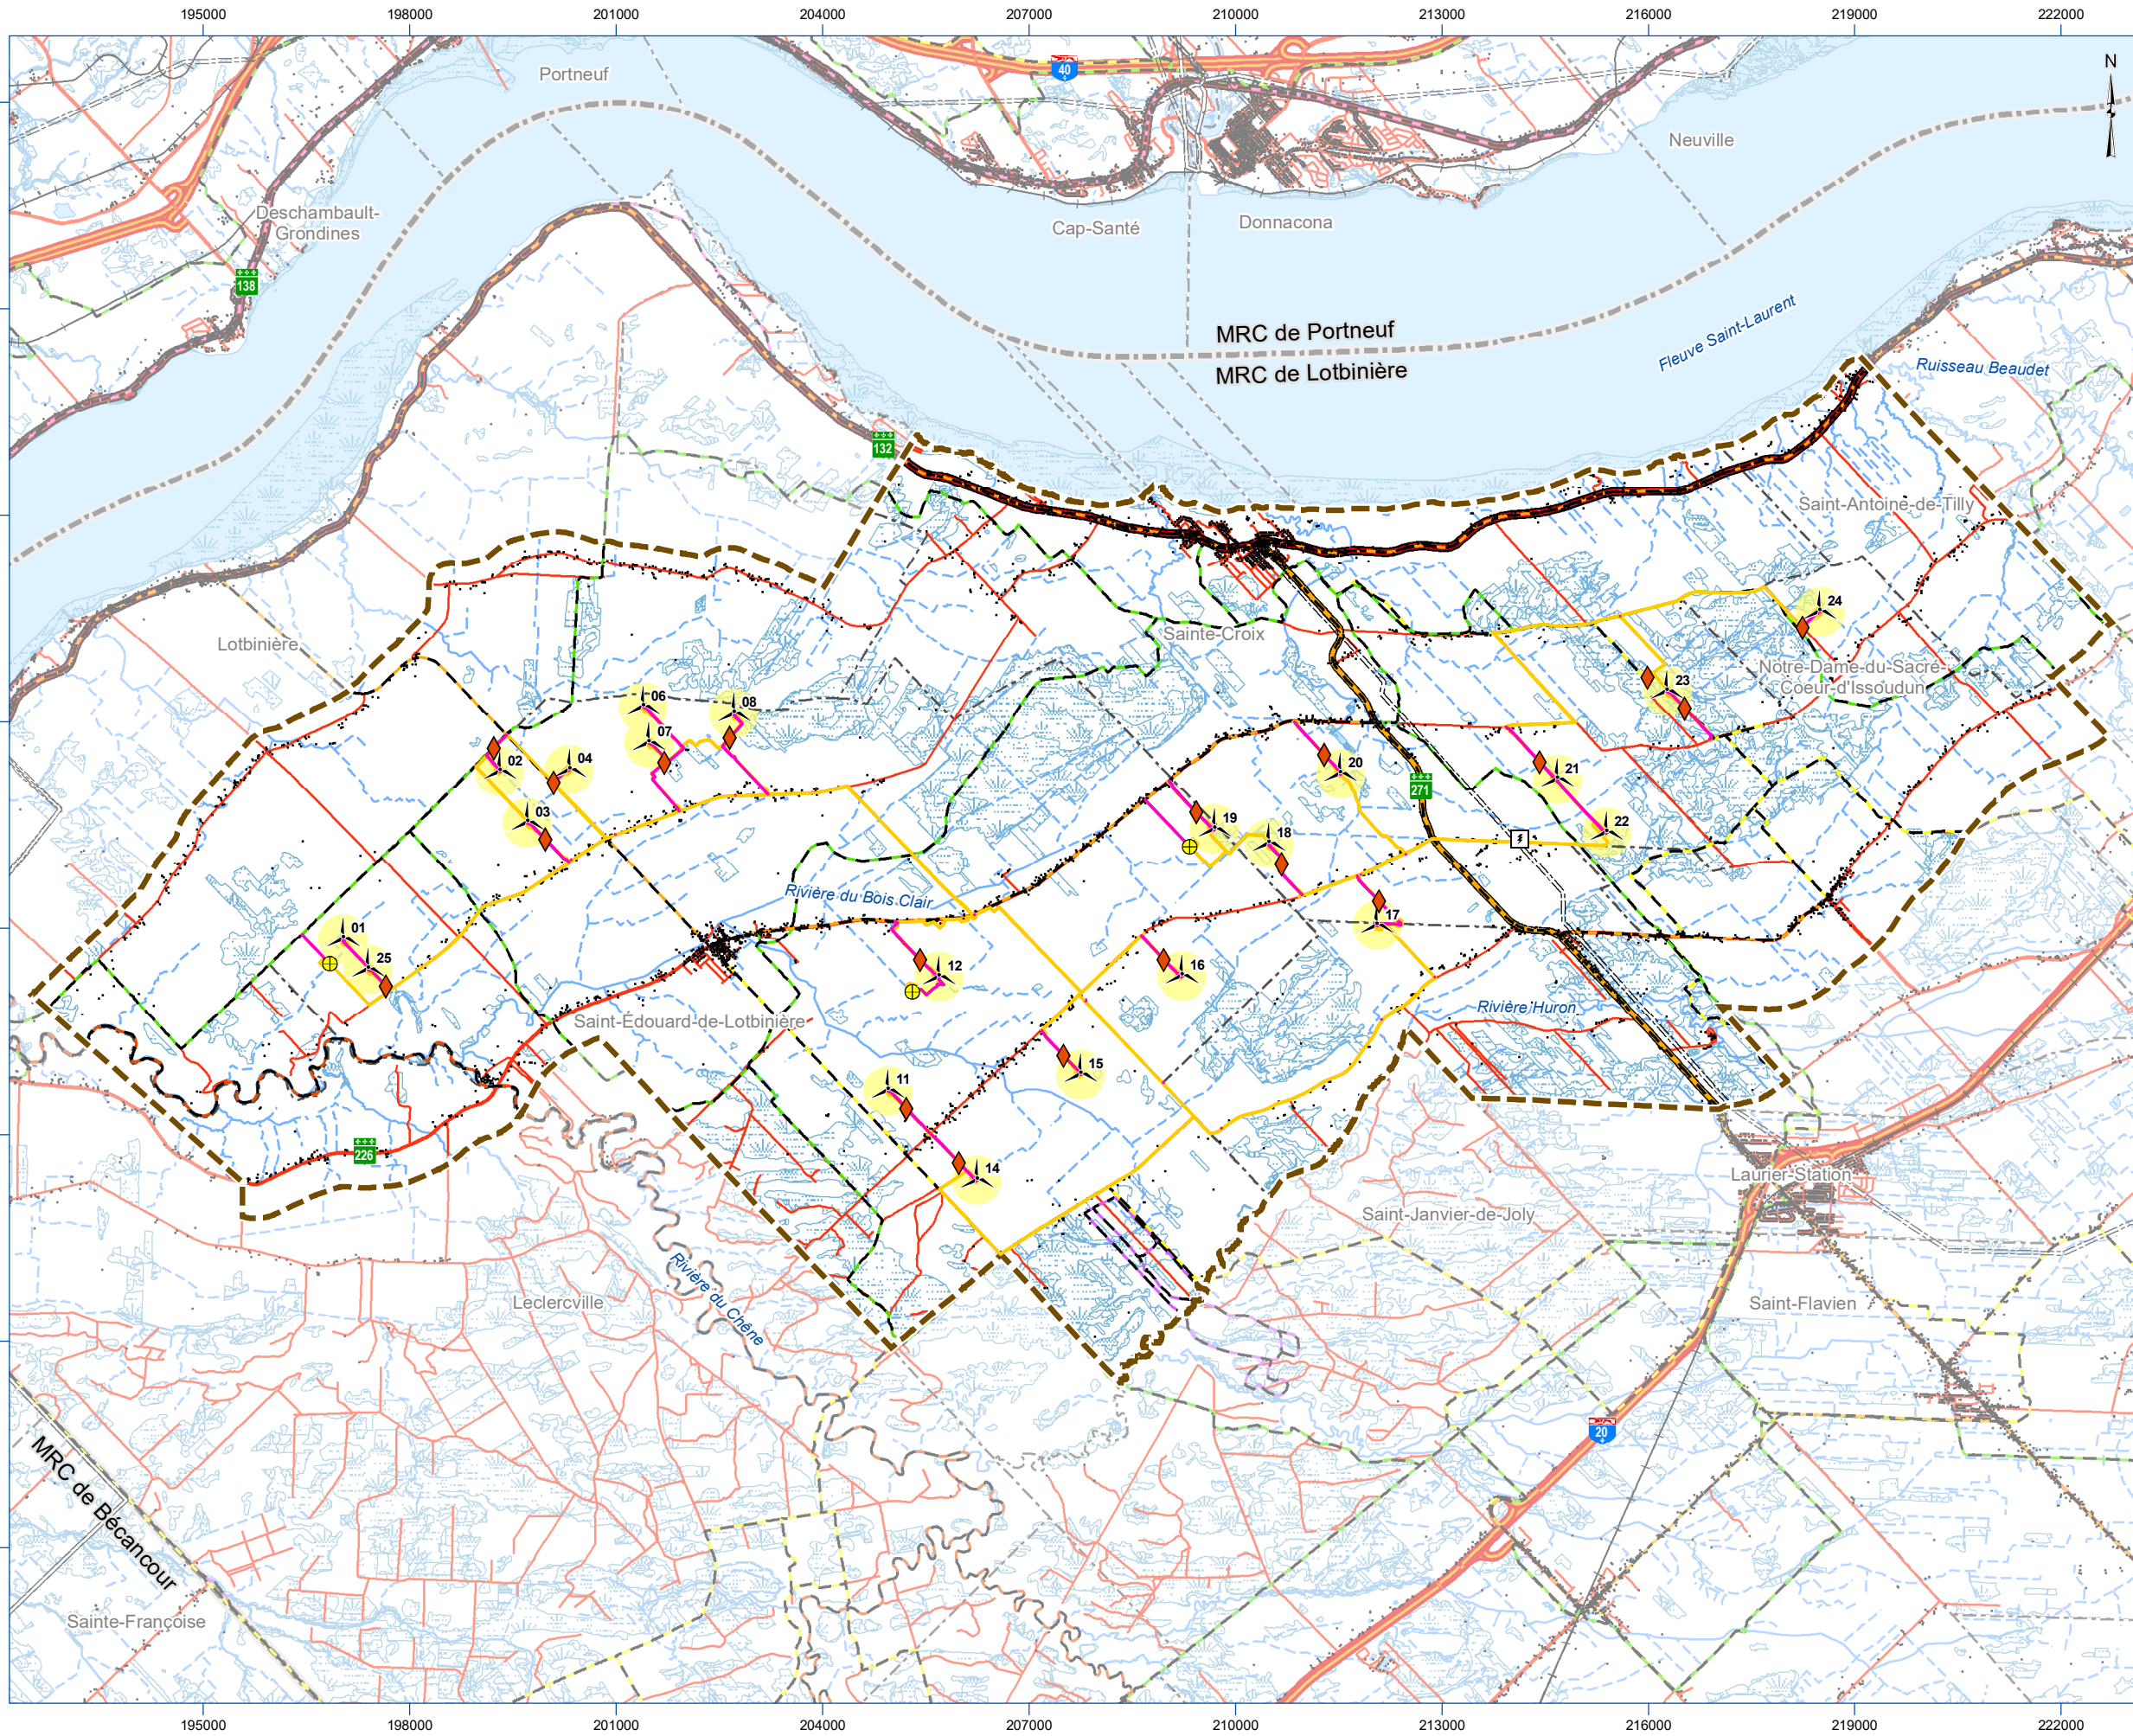 195000 198000 201000 204000 207000 210000 213000 216000 219000 222000
N
Portneuf
40
Neuville
Deschambault-
Grondines
Cap-Santé
Donnacona
138
MRC de Portneuf
MRC de Lotbinière
Fleuve Saint-Laurent
Ruisseau Beaudet
132
Saint-Antoine-de-Tilly
24
Lotbinière
Sainte-Croix
Notre-Dame-du-Sacré-
Coeur-d'Issoudun
23
06
08
07
02
04
20
21
271
03
19
18
22
Rivière du Bois Clair
17
01
25
12
16
Rivière Huron
Saint-Édouard-de-Lotbinière
15
11
226
14
Laurier-Station
Saint-Janvier-de-Joly
Rivière du Chêne
Leclercville
Saint-Flavien
20
MRC de Bécancour
Sainte-Françoise
195000 198000 201000 204000 207000 210000 213000 216000 219000 222000